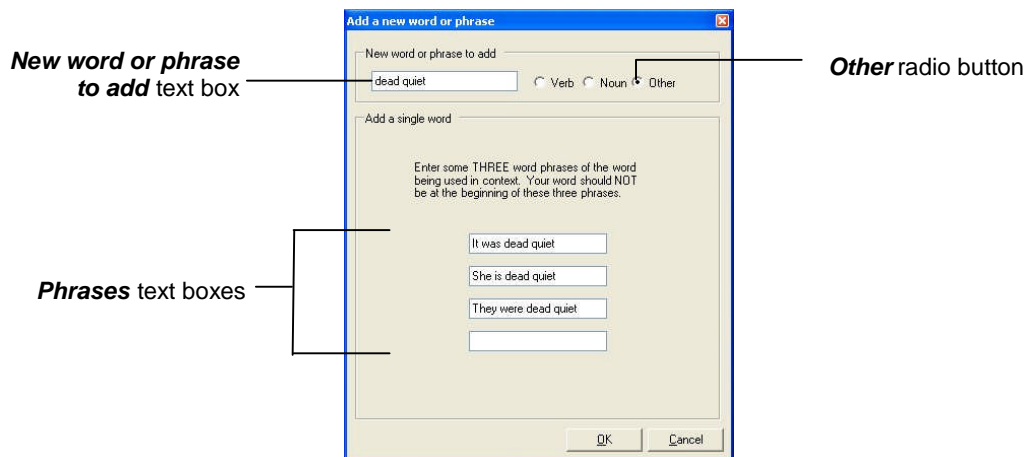 Add a new word or phrase
New word or phrase to add
New word or phrase
to add text box
dead quiet
Verb
Noun
Other
Other radio button
Add a single word
Enter some THREE word phrases of the word
being used in context. Your word should NOT
be at the beginning of these three phrases.
It was dead quiet
She is dead quiet
Phrases text boxes
They were dead quiet
OK
Cancel